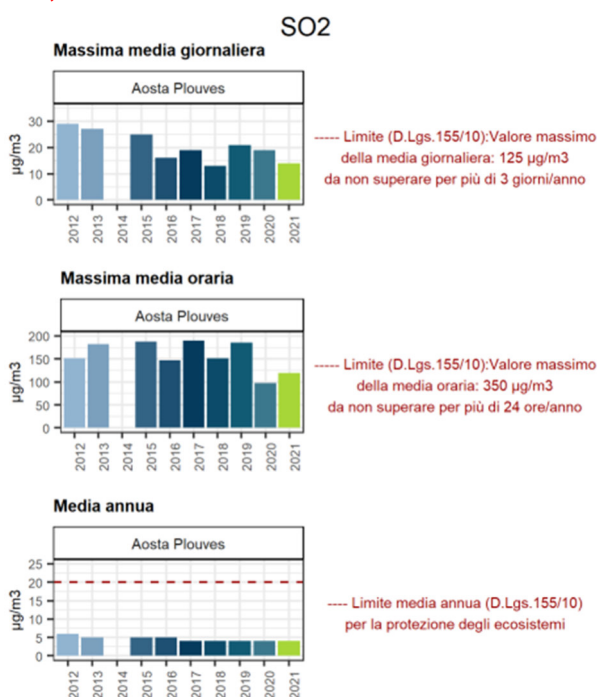 SO2
Massima media giornaliera
Aosta Plouves
µg/m3
30
20
10
0
2012 2013 2014 2015 2016 2017 2018 2019 2020 2021
----- Limite (D.Lgs.155/10):Valore massimo
della media giornaliera: 125 µg/m3
da non superare per più di 3 giorni/anno
Massima media oraria
Aosta Plouves
µg/m3
200
150
100
50
0
2012 2013 2014 2015 2016 2017 2018 2019 2020 2021
----- Limite (D.Lgs.155/10):Valore massimo
della media oraria: 350 µg/m3
da non superare per più di 24 ore/anno
Media annua
Aosta Plouves
µg/m3
25
20
15
10
5
0
2012 2013 2014 2015 2016 2017 2018 2019 2020 2021
---- Limite media annua (D.Lgs.155/10)
per la protezione degli ecosistemi